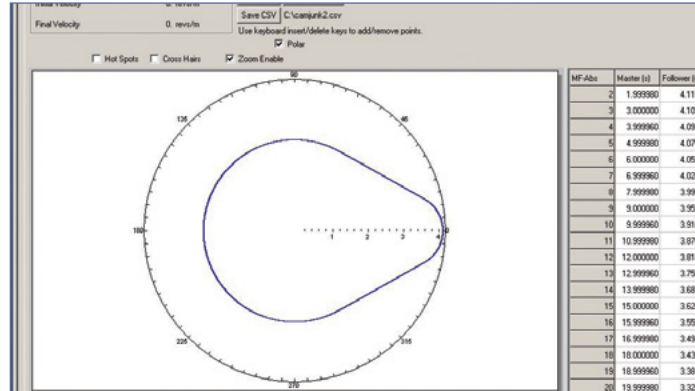 Initial Velocity 0. revs/m
Final Velocity 0. revs/m
Save CSV C:\camjunk2.csv
Use keyboard insert/delete keys to add/remove points.
Polar
Hot Spots Cross Hairs Zoom Enable
90
135 45
180 1 2 3 4 0
225 315
270
MF-Abs Master (s) Follower (
2 1.999980 4.11
3 3.000000 4.10
4 3.999960 4.09
5 4.999980 4.07
6 6.000000 4.05
7 6.999960 4.02
8 7.999980 3.99
9 9.000000 3.95
10 9.999960 3.91
11 10.999980 3.87
12 12.000000 3.81
13 12.999960 3.75
14 13.999980 3.68
15 15.000000 3.62
16 15.999960 3.55
17 16.999980 3.49
18 18.000000 3.43
19 18.999960 3.38
20 19.999980 3.32